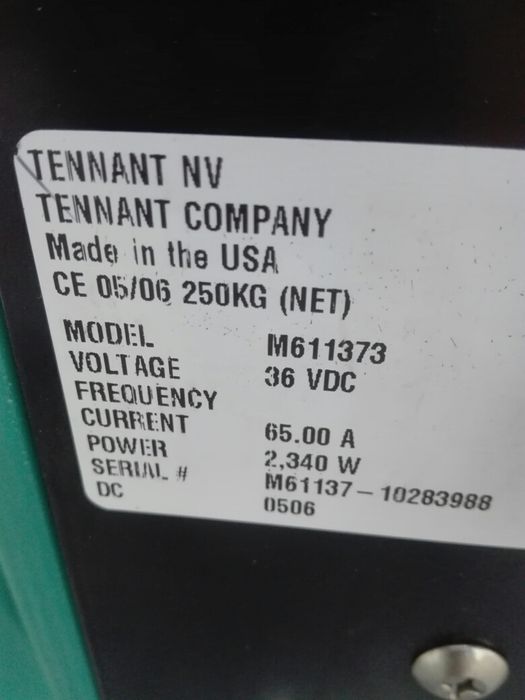 TENNANT NV
TENNANT COMPANY
Made in the USA
CE 05/06 250KG (NET)
MODEL M611373
VOLTAGE 36 VDC
FREQUENCY
CURRENT 65.00 A
POWER 2,340 W
SERIAL # M61137-10283988
DC 0506